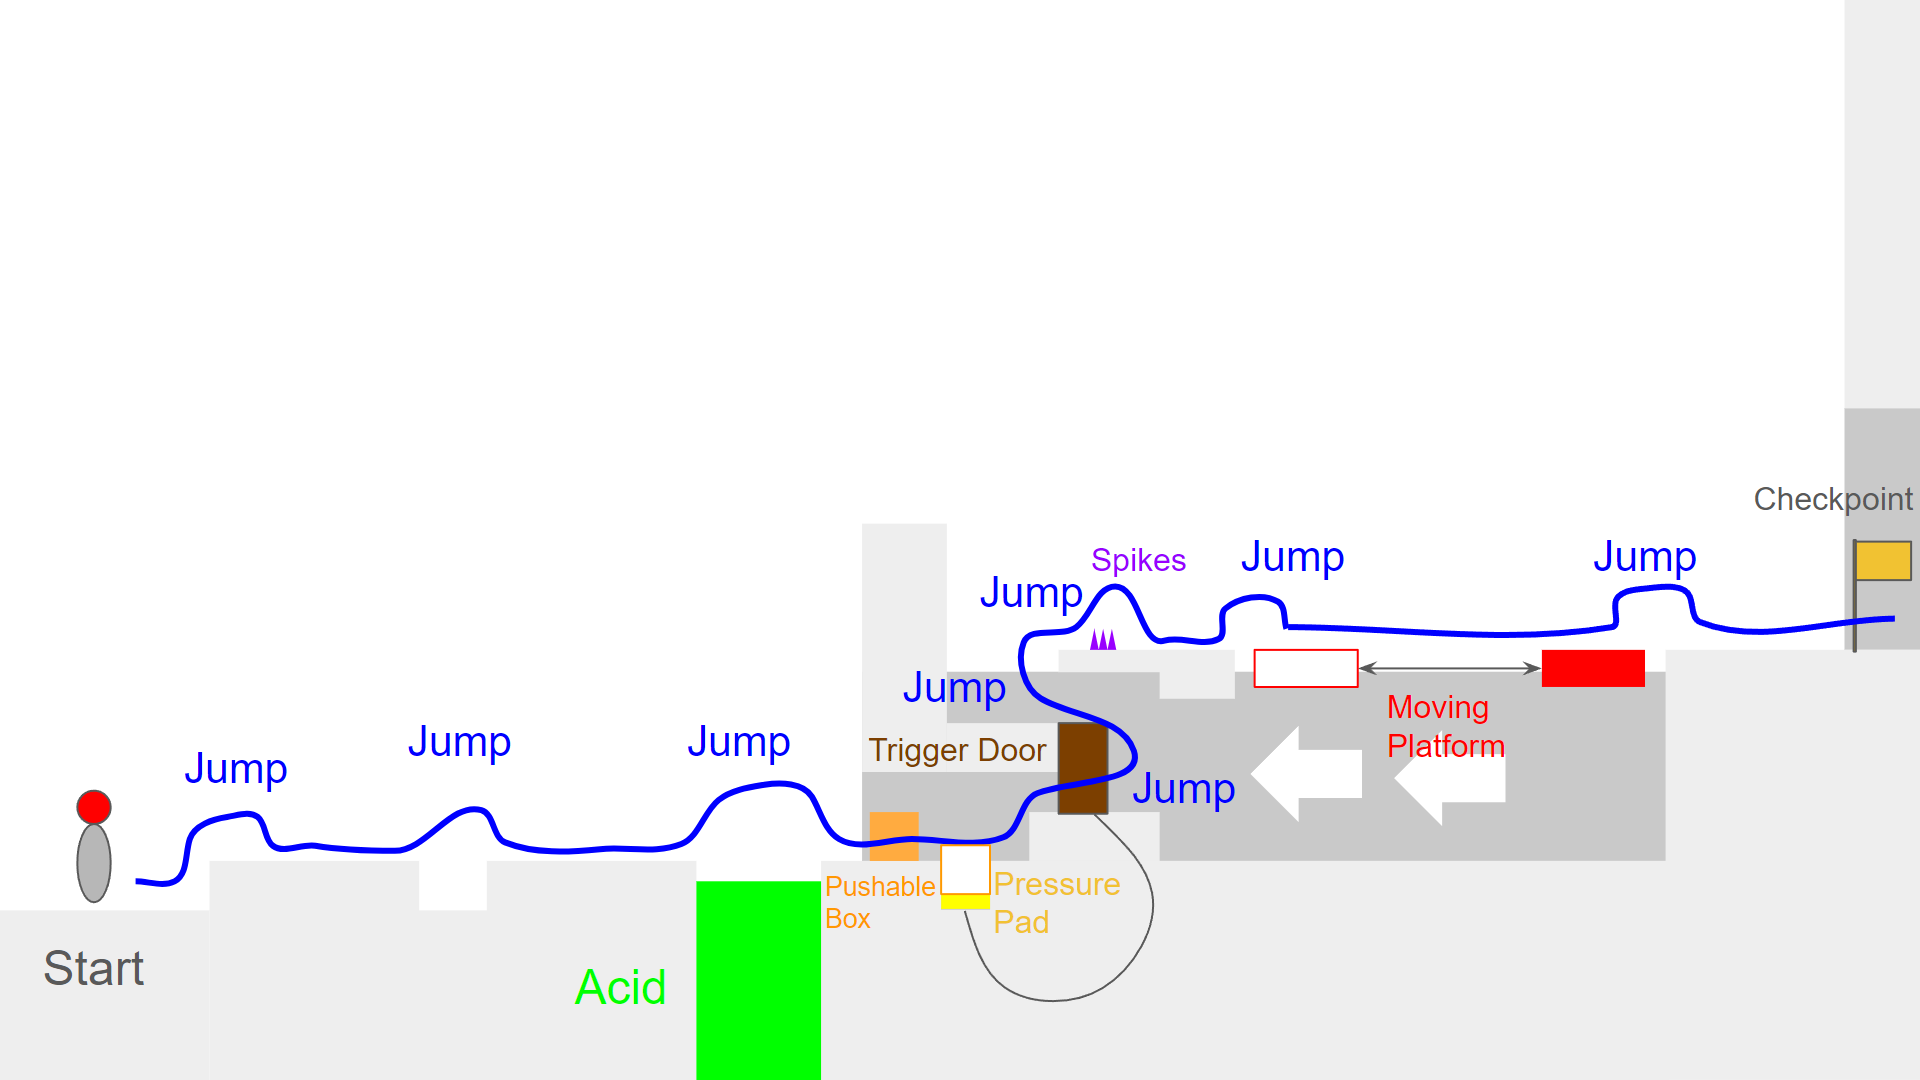 Checkpoint
Spikes
Jump
Jump
Jump
Jump
Moving
Platform
Trigger Door
Jump
Jump
Jump
Jump
Pushable
Box
Pressure
Pad
Start
Acid